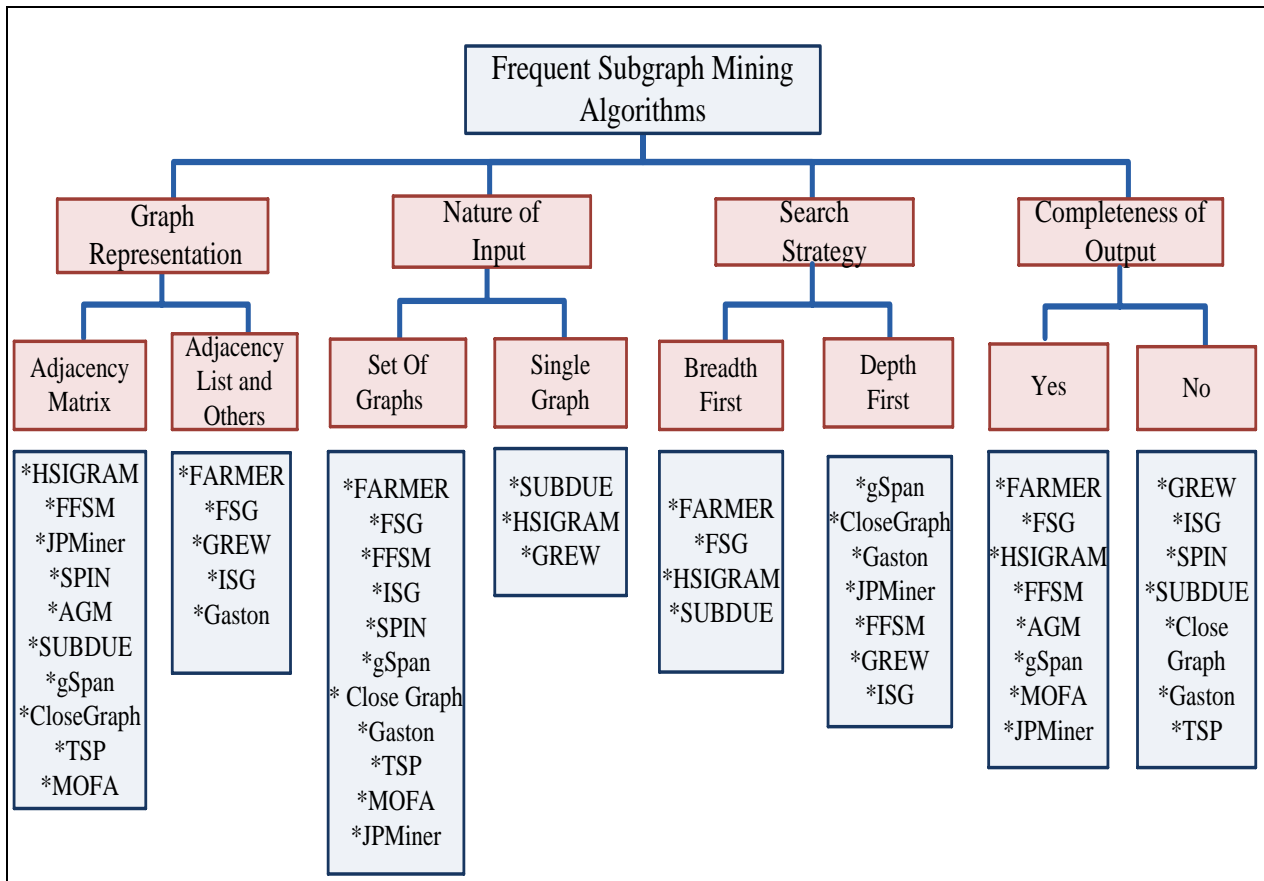 Frequent Subgraph Mining
Algorithms
Graph
Representation
Nature of
Input
Search
Strategy
Completeness of
Output
Adjacency
Matrix
Adjacency
List and
Others
Set Of
Graphs
Single
Graph
Breadth
First
Depth
First
Yes
No
*HSIGRAM
*FFSM
*JPMiner
*SPIN
*AGM
*SUBDUE
*gSpan
*CloseGraph
*TSP
*MOFA
*FARMER
*FSG
*GREW
*ISG
*Gaston
*FARMER
*FSG
*FFSM
*ISG
*SPIN
*gSpan
* Close Graph
*Gaston
*TSP
*MOFA
*JPMiner
*SUBDUE
*HSIGRAM
*GREW
*FARMER
*FSG
*HSIGRAM
*SUBDUE
*gSpan
*CloseGraph
*Gaston
*JPMiner
*FFSM
*GREW
*ISG
*FARMER
*FSG
*HSIGRAM
*FFSM
*AGM
*gSpan
*MOFA
*JPMiner
*GREW
*ISG
*SPIN
*SUBDUE
*Close
Graph
*Gaston
*TSP